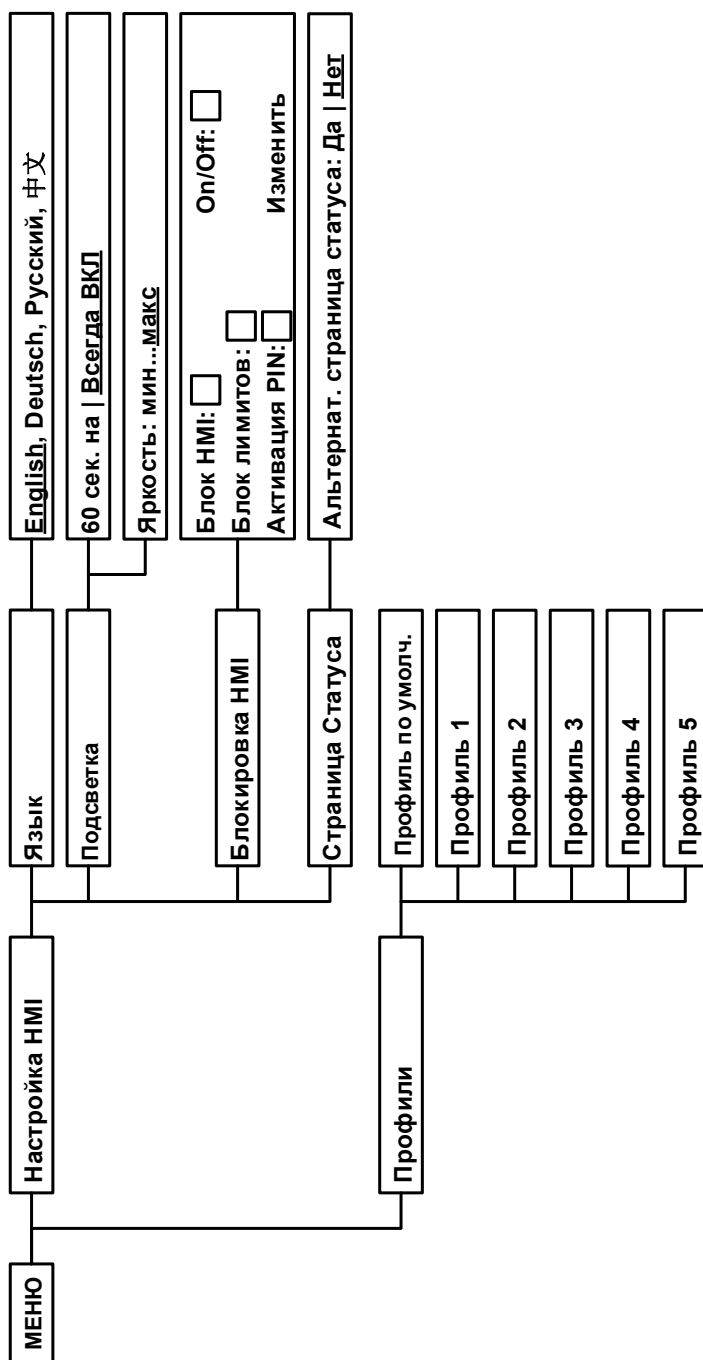 МЕНЮ
Настройка HMI
Язык
English, Deutsch, Русский, 中文
Подсветка
60 сек. на | Всегда ВКЛ
Яркость: мин...макс
Блокировка HMI
Блок HMI: On/Off:
Блок лимитов:
Активация PIN: Изменить
Страница Статуса
Альтернат. страница статуса: Да | Нет
Профили
Профиль по умолч.
Профиль 1
Профиль 2
Профиль 3
Профиль 4
Профиль 5